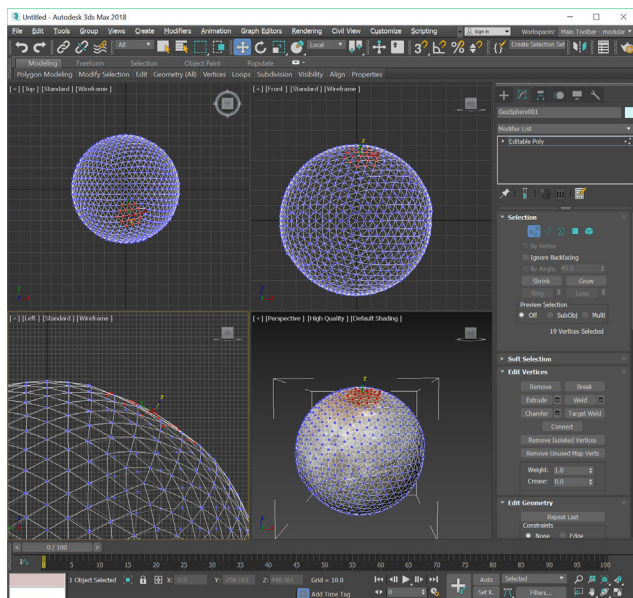 Untitled - Autodesk 3ds Max 2018
File Edit Tools Group Views Create Modifiers Animation Graph Editors Rendering Civil View Customize Scripting Sign In Workspaces: Main Toolbar - modular
All Local Create Selection Set
Modeling Freeform Selection Object Paint Populate
Polygon Modeling Modify Selection Edit Geometry (All) Vertices Loops Subdivision Visibility Align Properties
[+] [Top] [Standard] [Wireframe]
[+] [Front] [Standard] [Wireframe]
GeoSphere001
Modifier List
Editable Poly
z
Selection
By Vertex
Ignore Backfacing
By Angle: 45.0
Shrink Grow
Ring Loop
Preview Selection
Off SubObj Multi
19 Vertices Selected
[+] [Left] [Standard] [Wireframe]
[+] [Perspective] [High Quality] [Default Shading]
z
z
Soft Selection
Edit Vertices
Remove Break
Extrude Weld
Chamfer Target Weld
Connect
Remove Isolated Vertices
Remove Unused Map Verts
Weight: 1.0
Crease: 0.0
Edit Geometry
Repeat Last
Constraints
None Edge
0 / 100
0 5 10 15 20 25 30 35 40 45 50 55 60 65 70 75 80 85 90 95 100
1 Object Selected X: 0.0 Y: Z: Grid = 10.0 Auto Selected
Add Time Tag 0 Set K. Filters...